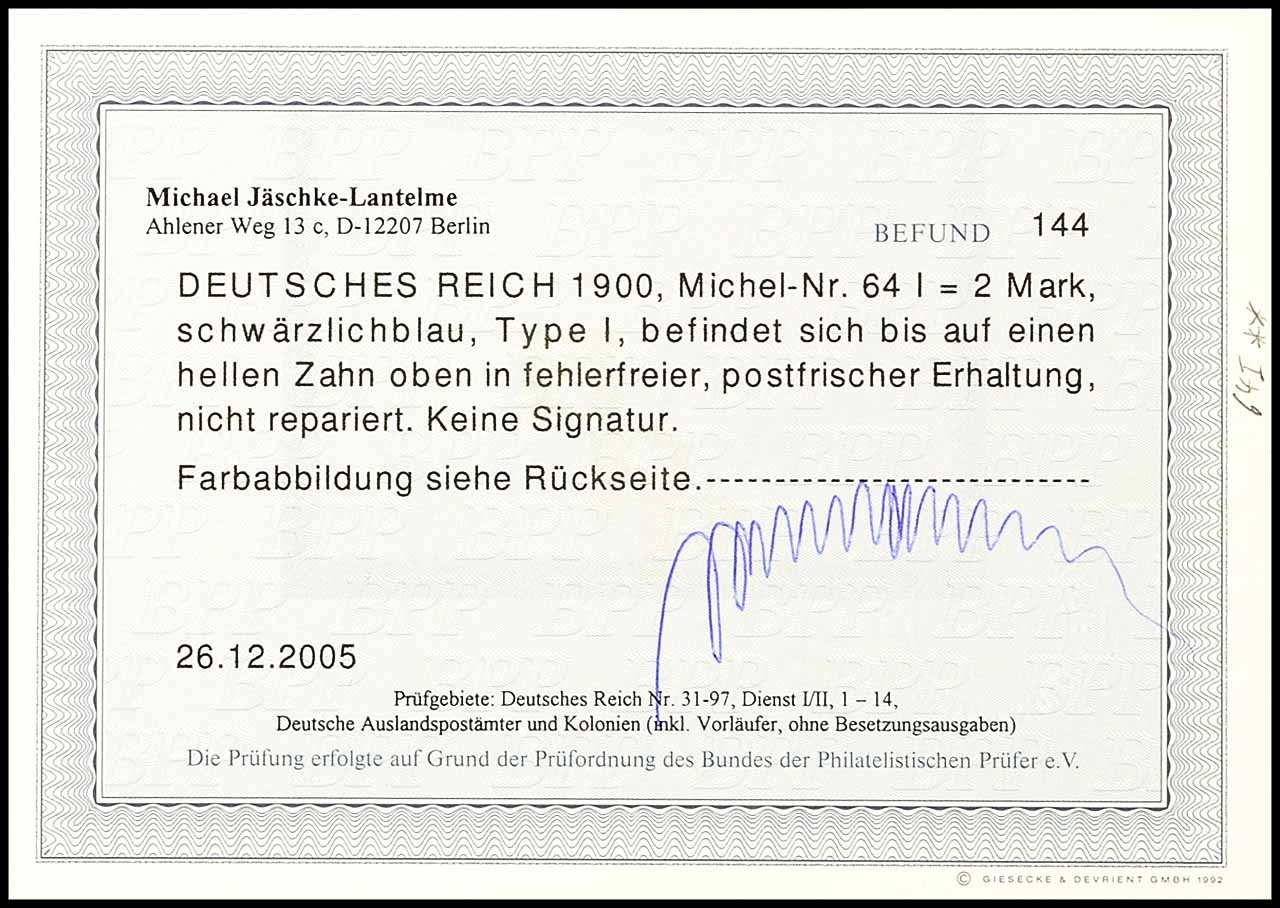 Michael Jäschke-Lantelme
Ahlener Weg 13 c, D-12207 Berlin
BEFUND 144
DEUTSCHES REICH 1900, Michel-Nr. 64 I = 2 Mark,
schwärzlichblau, Type I, befindet sich bis auf einen
hellen Zahn oben in fehlerfreier, postfrischer Erhaltung,
nicht repariert. Keine Signatur.
Farbabbildung siehe Rückseite.----------------------------
26.12.2005
Prüfgebiete: Deutsches Reich Nr. 31-97, Dienst I/II, 1 – 14,
Deutsche Auslandspostämter und Kolonien (inkl. Vorläufer, ohne Besetzungsausgaben)
Die Prüfung erfolgte auf Grund der Prüfordnung des Bundes der Philatelistischen Prüfer e.V.
© GIESECKE & DEVRIENT GMBH 1992